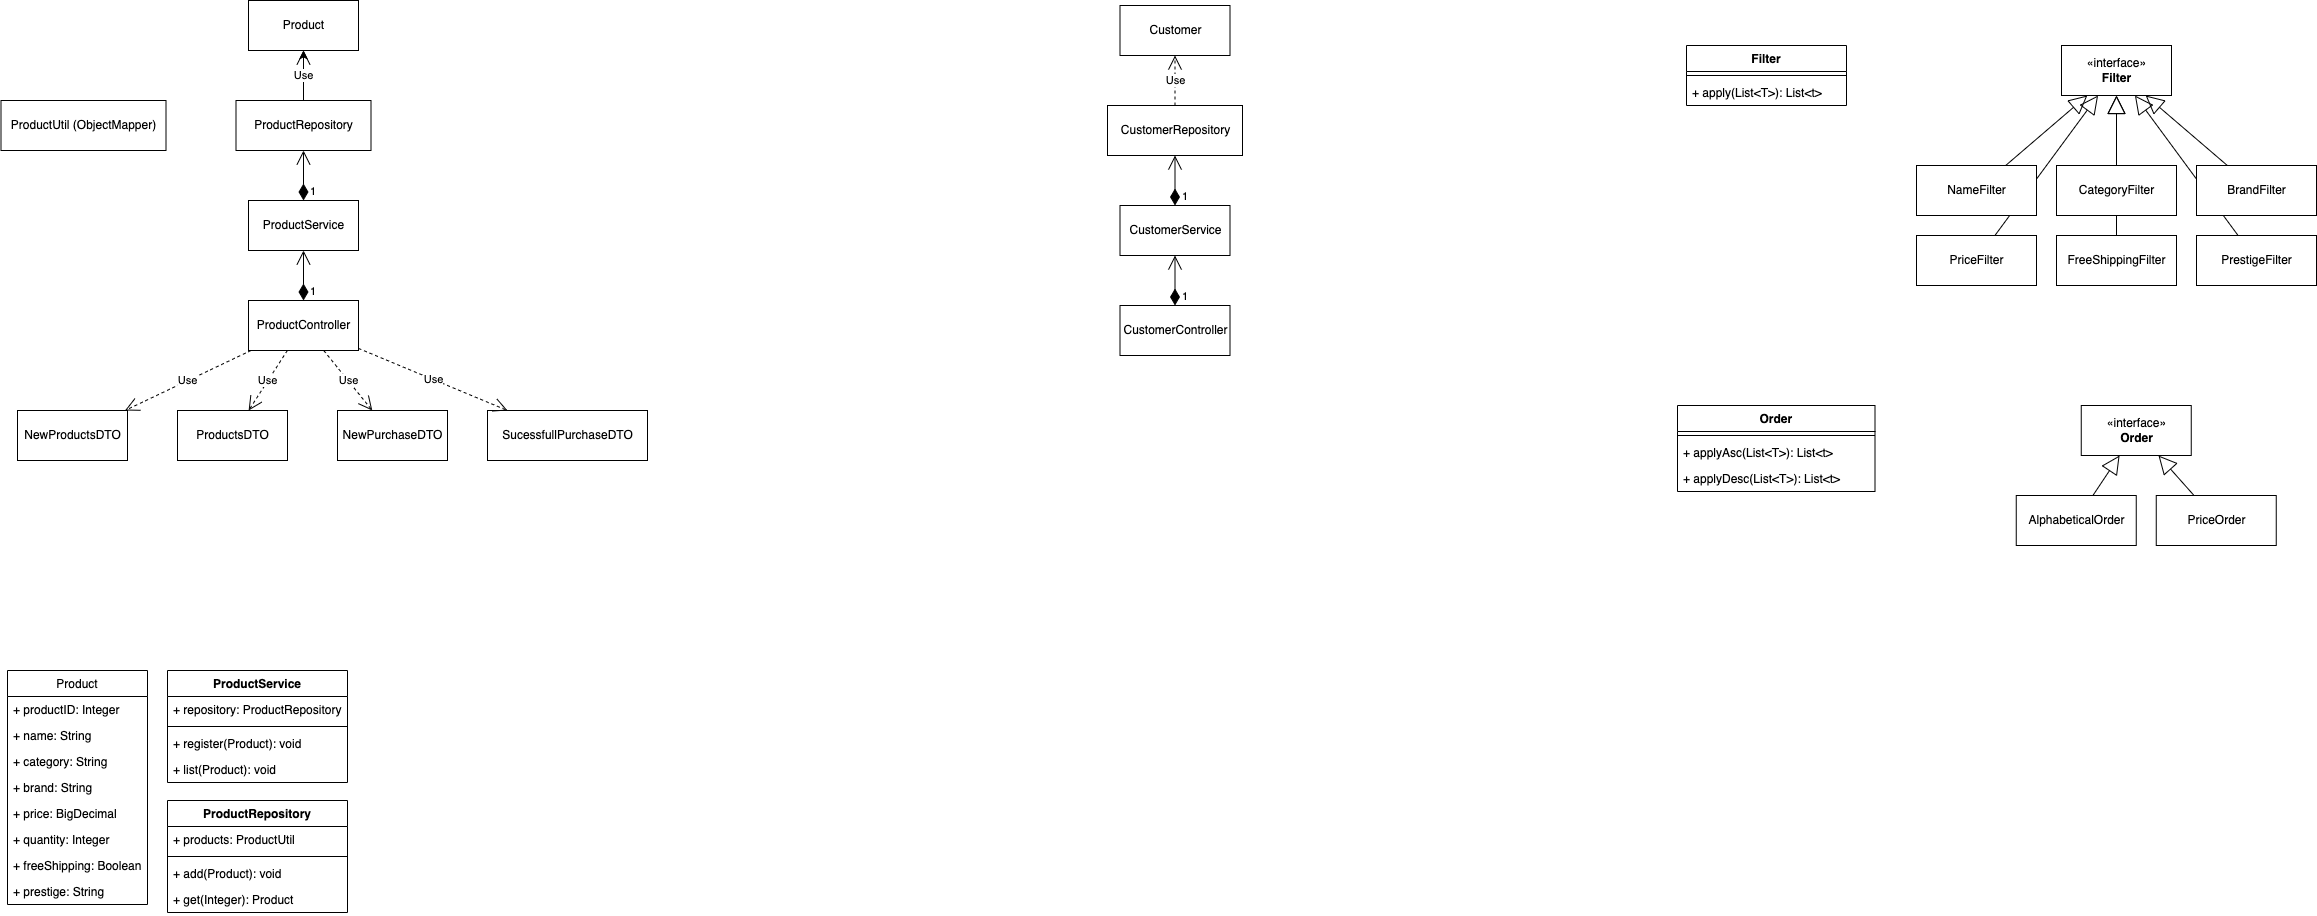 Product
Use
ProductUtil (ObjectMapper)
ProductRepository
1
ProductService
1
ProductController
Use
Use
Use
Use
NewProductsDTO
ProductsDTO
NewPurchaseDTO
SucessfullPurchaseDTO
Customer
Use
CustomerRepository
1
CustomerService
1
CustomerController
Filter
+ apply(List<T>): List<t>
«interface»
Filter
NameFilter
CategoryFilter
BrandFilter
PriceFilter
FreeShippingFilter
PrestigeFilter
Order
+ applyAsc(List<T>): List<t>
+ applyDesc(List<T>): List<t>
«interface»
Order
AlphabeticalOrder
PriceOrder
Product
+ productID: Integer
+ name: String
+ category: String
+ brand: String
+ price: BigDecimal
+ quantity: Integer
+ freeShipping: Boolean
+ prestige: String
ProductService
+ repository: ProductRepository
+ register(Product): void
+ list(Product): void
ProductRepository
+ products: ProductUtil
+ add(Product): void
+ get(Integer): Product